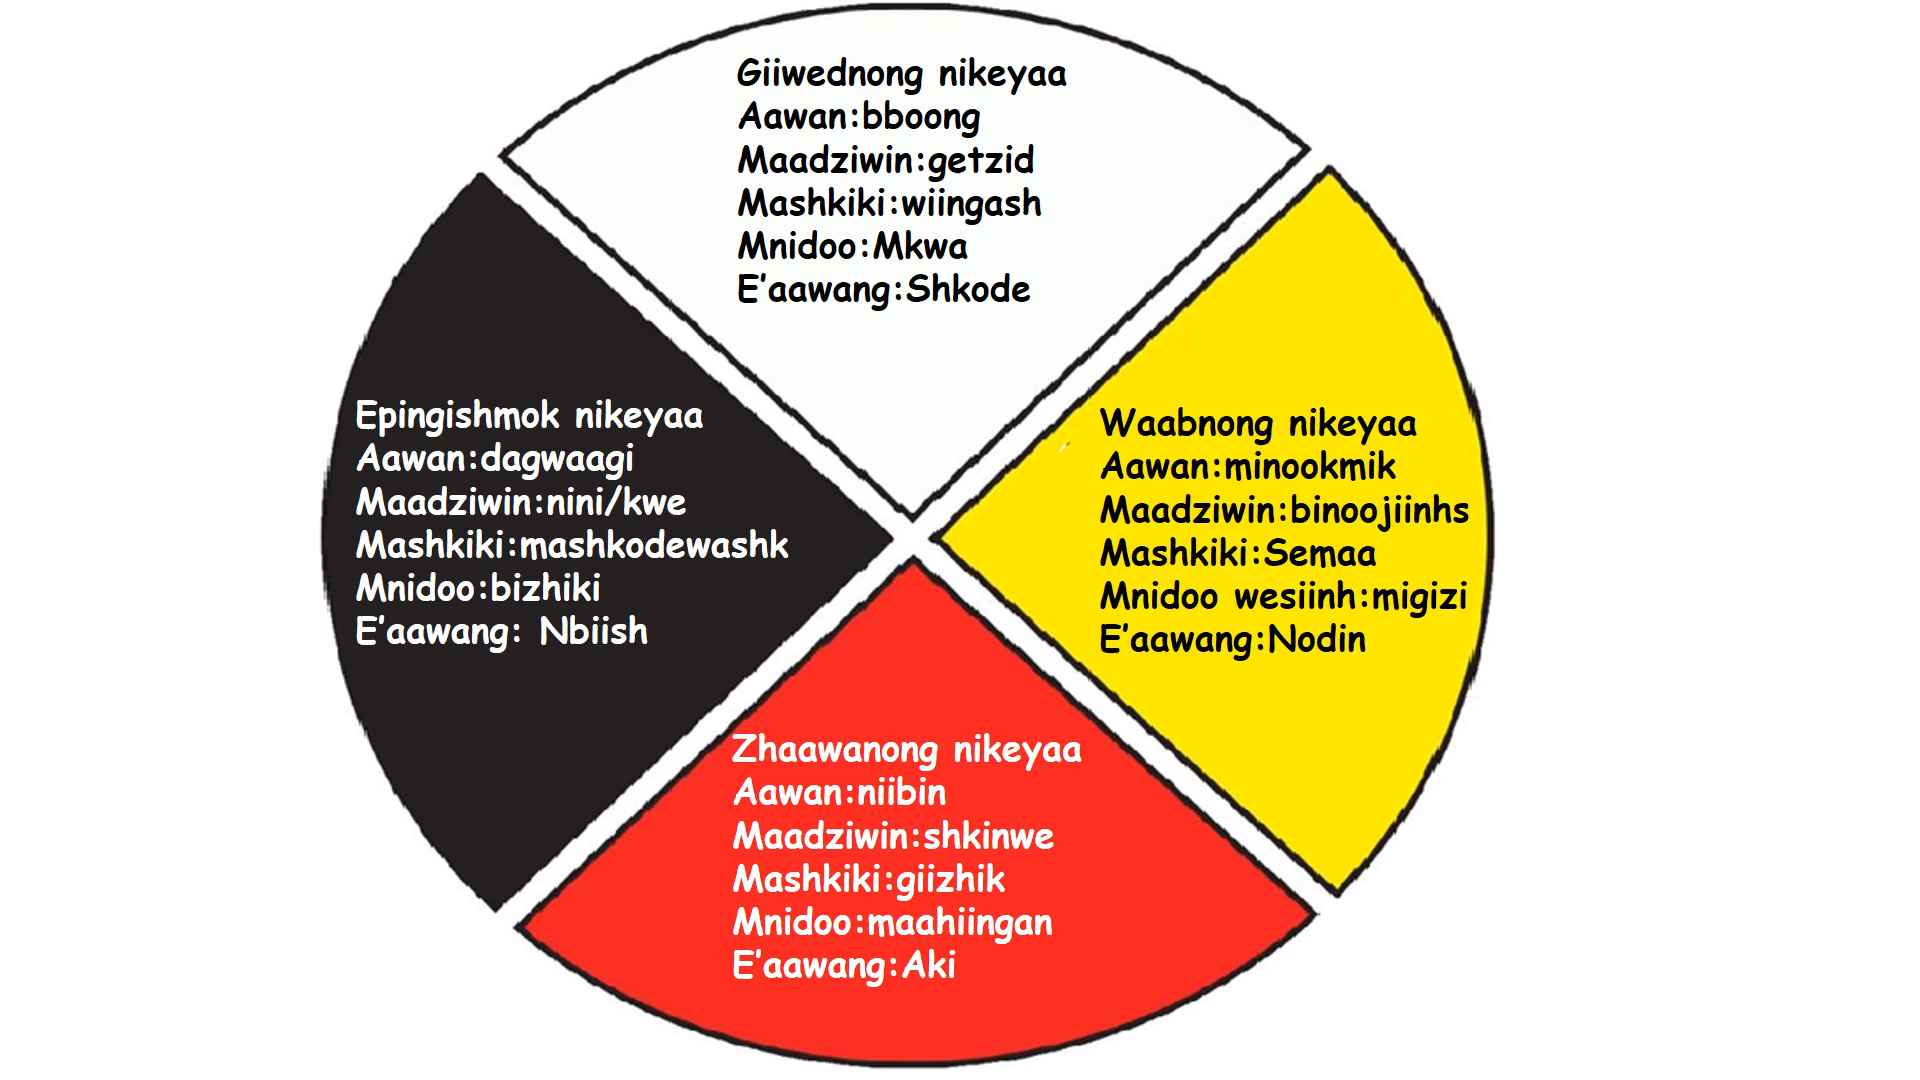 Giiwednong nikeyaa
Aawan:bboong
Maadziwin:getzid
Mashkiki:wiingash
Mnidoo:Mkwa
E'aawang:Shkode
Epingishmok nikeyaa
Aawan:dagwaagi
Maadziwin:nini/kwe
Mashkiki:mashkodewashk
Mnidoo:bizhiki
E'aawang: Nbiish
Waabnong nikeyaa
Aawan:minookmik
Maadziwin:binoojiinhs
Mashkiki:Semaa
Mnidoo wesiinh:migizi
E'aawang:Nodin
Zhaawanong nikeyaa
Aawan:niibin
Maadziwin:shkinwe
Mashkiki:giizhik
Mnidoo:maahiingan
E'aawang:Aki